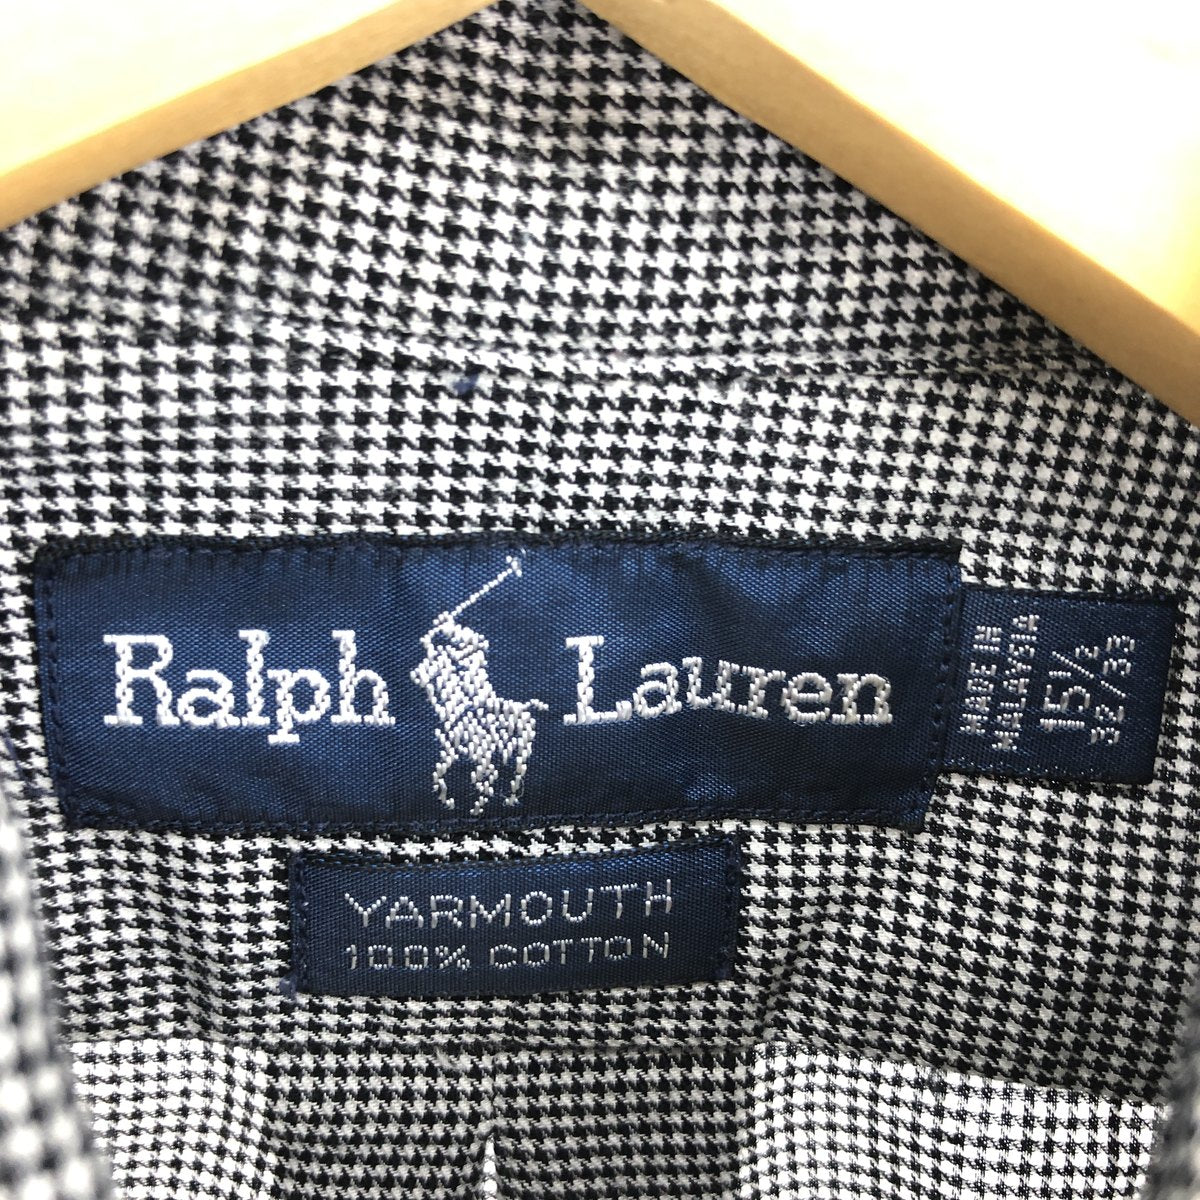 Ralph Lauren
MADE IN
MALAYSIA
15½
32/33
YARMOUTH
100% COTTON